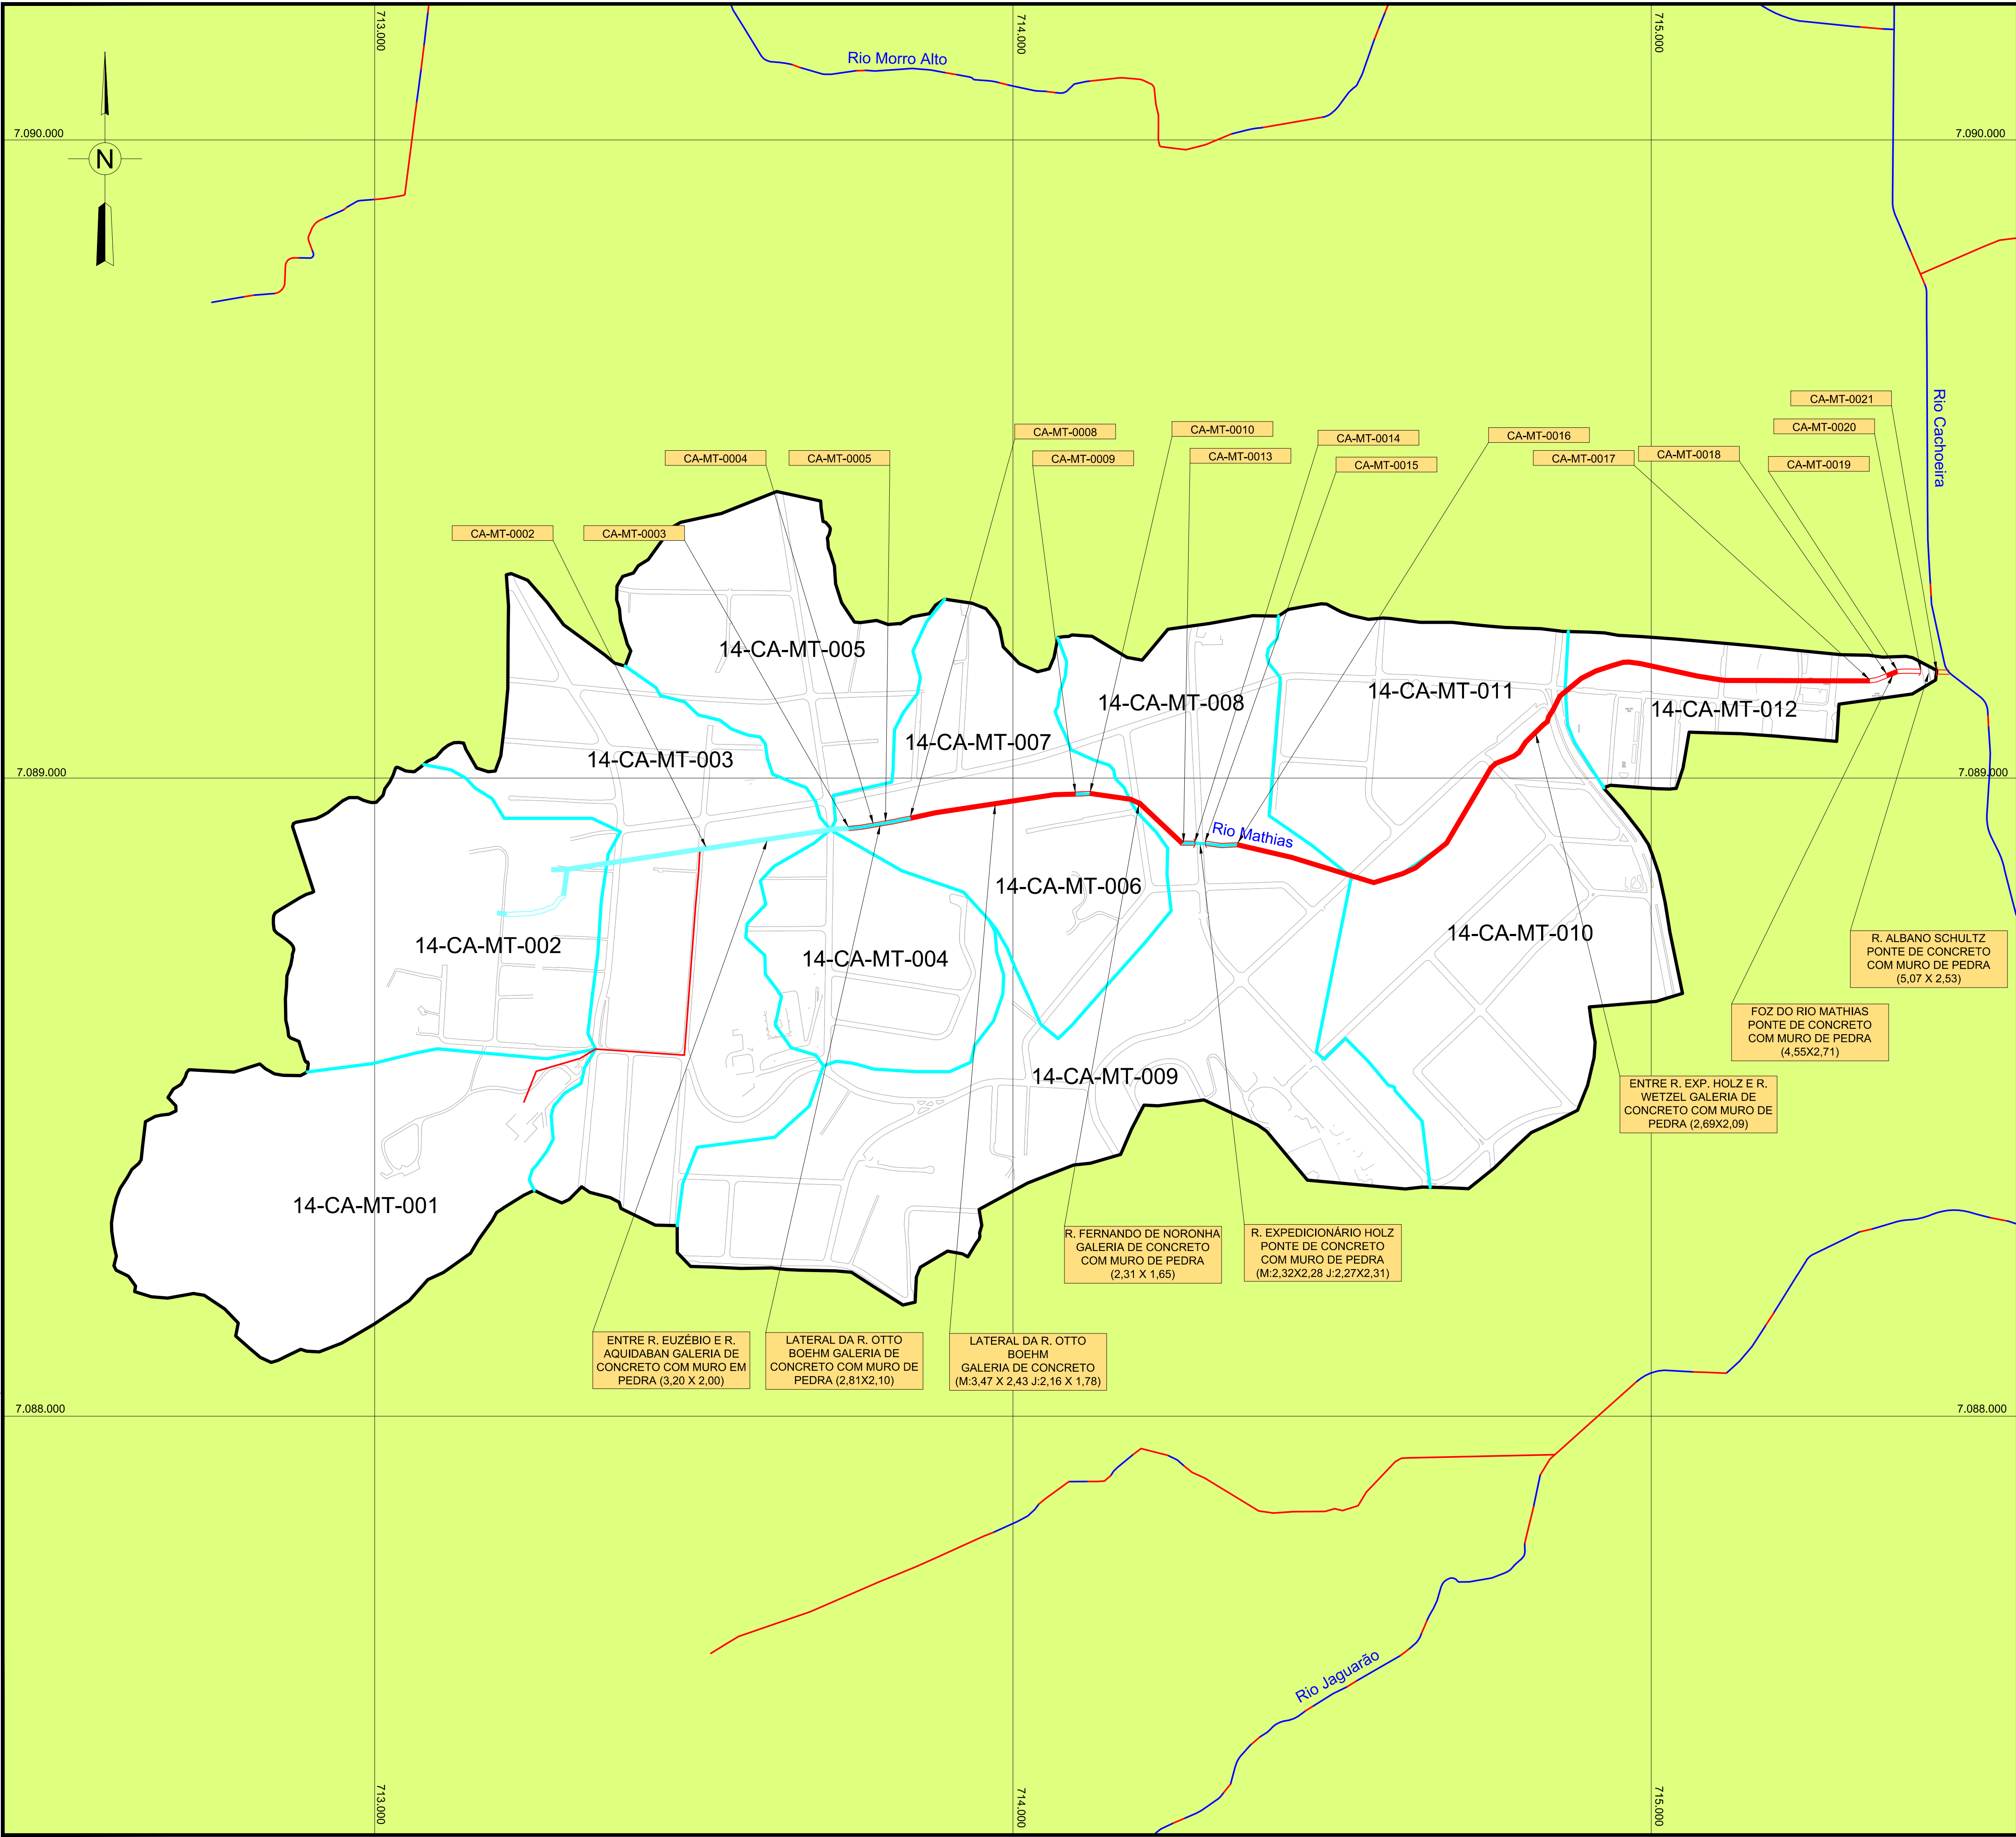 713.000
714.000
715.000
Rio Morro Alto
7.090.000
7.090.000
N
Rio Cachoeira
CA-MT-0021
CA-MT-0020
CA-MT-0019
CA-MT-0008
CA-MT-0010
CA-MT-0014
CA-MT-0016
CA-MT-0004
CA-MT-0005
CA-MT-0009
CA-MT-0013
CA-MT-0015
CA-MT-0017
CA-MT-0018
CA-MT-0002
CA-MT-0003
14-CA-MT-005
14-CA-MT-008
14-CA-MT-011
14-CA-MT-012
14-CA-MT-007
14-CA-MT-003
7.089.000
7.089.000
Rio Mathias
14-CA-MT-006
14-CA-MT-002
14-CA-MT-004
14-CA-MT-010
R. ALBANO SCHULTZ
PONTE DE CONCRETO
COM MURO DE PEDRA
(5,07 X 2,53)
FOZ DO RIO MATHIAS
PONTE DE CONCRETO
COM MURO DE PEDRA
(4,55X2,71)
14-CA-MT-009
ENTRE R. EXP. HOLZ E R.
WETZEL GALERIA DE
CONCRETO COM MURO DE
PEDRA (2,69X2,09)
14-CA-MT-001
R. FERNANDO DE NORONHA
GALERIA DE CONCRETO
COM MURO DE PEDRA
(2,31 X 1,65)
R. EXPEDICIONÁRIO HOLZ
PONTE DE CONCRETO
COM MURO DE PEDRA
(M:2,32X2,28 J:2,27X2,31)
ENTRE R. EUZÉBIO E R.
AQUIDABAN GALERIA DE
CONCRETO COM MURO EM
PEDRA (3,20 X 2,00)
LATERAL DA R. OTTO
BOEHM GALERIA DE
CONCRETO COM MURO DE
PEDRA (2,81X2,10)
LATERAL DA R. OTTO
BOEHM
GALERIA DE CONCRETO
(M:3,47 X 2,43 J:2,16 X 1,78)
7.088.000
7.088.000
Rio Jaguarão
713.000
714.000
715.000